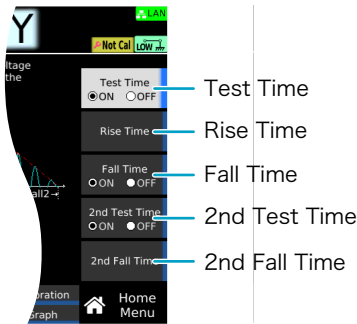 Y
LAN
Not Cal LOW
ltage
the
Test Time
ON OFF
Test Time
Rise Time
Rise Time
Fall Time
ON OFF
Fall Time
all2
2nd Test Time
ON OFF
2nd Test Time
2nd Fall Time
2nd Fall Time
oration
Graph
Home
Menu